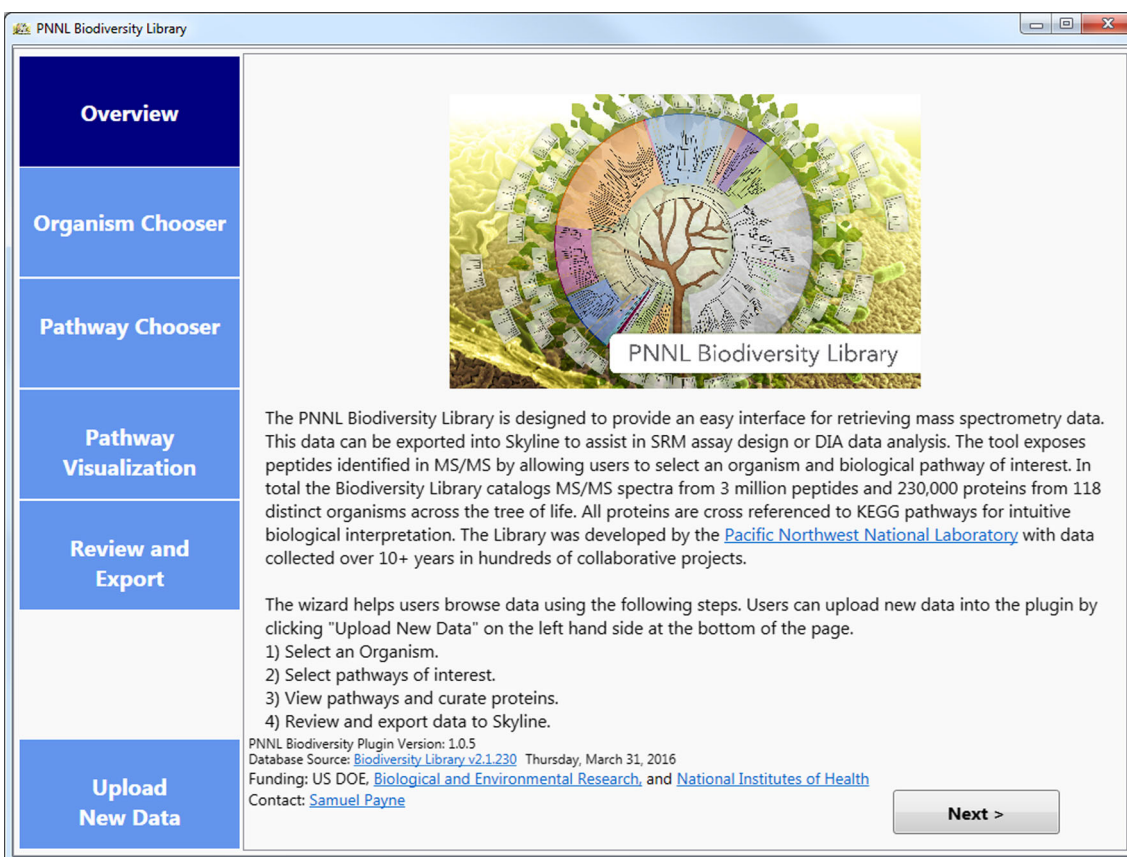 PNNL Biodiversity Library
Overview
Organism Chooser
Pathway Chooser
Pathway
Visualization
Review and
Export
Upload
New Data
PNNL Biodiversity Library
The PNNL Biodiversity Library is designed to provide an easy interface for retrieving mass spectrometry data.
This data can be exported into Skyline to assist in SRM assay design or DIA data analysis. The tool exposes
peptides identified in MS/MS by allowing users to select an organism and biological pathway of interest. In
total the Biodiversity Library catalogs MS/MS spectra from 3 million peptides and 230,000 proteins from 118
distinct organisms across the tree of life. All proteins are cross referenced to KEGG pathways for intuitive
biological interpretation. The Library was developed by the Pacific Northwest National Laboratory with data
collected over 10+ years in hundreds of collaborative projects.
The wizard helps users browse data using the following steps. Users can upload new data into the plugin by
clicking "Upload New Data" on the left hand side at the bottom of the page.
1) Select an Organism.
2) Select pathways of interest.
3) View pathways and curate proteins.
4) Review and export data to Skyline.
PNNL Biodiversity Plugin Version: 1.0.5
Database Source: Biodiversity Library v2.1.230 Thursday, March 31, 2016
Funding: US DOE, Biological and Environmental Research, and National Institutes of Health
Contact: Samuel Payne
Next >